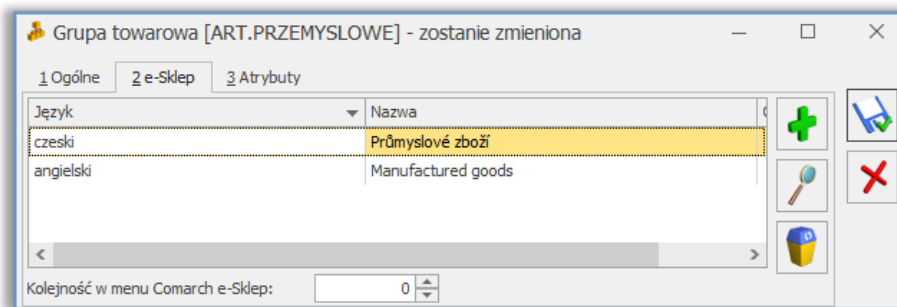 Grupa towarowa [ART.PRZEMYSLOWE] - zostanie zmieniona
1 Ogólne 2 e-Sklep 3 Atrybuty
Język Nazwa
czeski Průmyslové zboží
angielski Manufactured goods
Kolejność w menu Comarch e-Sklep: 0